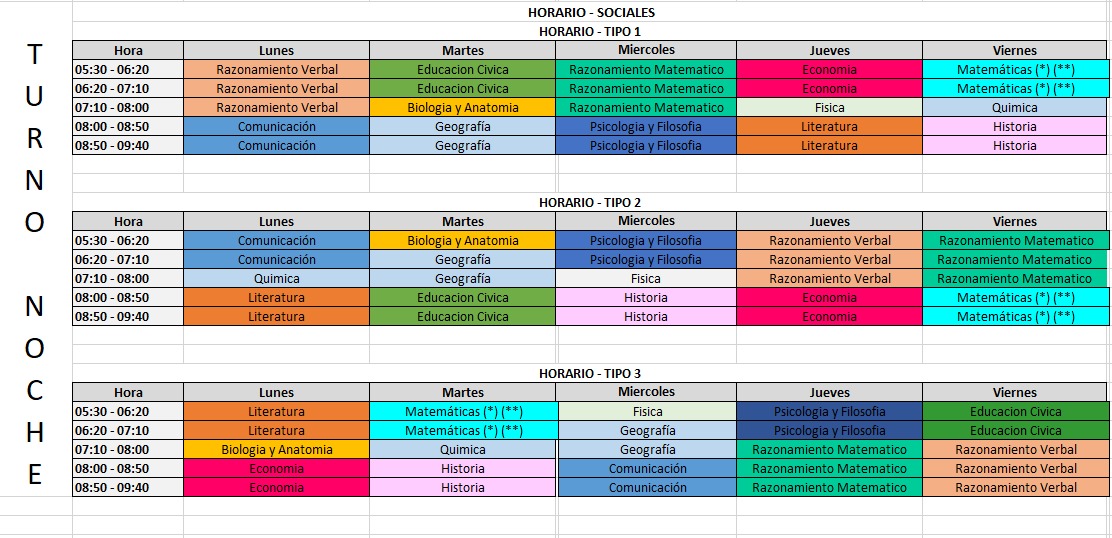 HORARIO - SOCIALES
TURNO NOCHE
HORARIO - TIPO 1
Hora Lunes Martes Miercoles Jueves Viernes
05:30 - 06:20 Razonamiento Verbal Educacion Civica Razonamiento Matematico Economia Matemáticas (*) (**)
06:20 - 07:10 Razonamiento Verbal Educacion Civica Razonamiento Matematico Economia Matemáticas (*) (**)
07:10 - 08:00 Razonamiento Verbal Biologia y Anatomia Razonamiento Matematico Fisica Quimica
08:00 - 08:50 Comunicación Geografía Psicologia y Filosofia Literatura Historia
08:50 - 09:40 Comunicación Geografía Psicologia y Filosofia Literatura Historia
HORARIO - TIPO 2
Hora Lunes Martes Miercoles Jueves Viernes
05:30 - 06:20 Comunicación Biologia y Anatomia Psicologia y Filosofia Razonamiento Verbal Razonamiento Matematico
06:20 - 07:10 Comunicación Geografía Psicologia y Filosofia Razonamiento Verbal Razonamiento Matematico
07:10 - 08:00 Quimica Geografía Fisica Razonamiento Verbal Razonamiento Matematico
08:00 - 08:50 Literatura Educacion Civica Historia Economia Matemáticas (*) (**)
08:50 - 09:40 Literatura Educacion Civica Historia Economia Matemáticas (*) (**)
HORARIO - TIPO 3
Hora Lunes Martes Miercoles Jueves Viernes
05:30 - 06:20 Literatura Matemáticas (*) (**) Fisica Psicologia y Filosofia Educacion Civica
06:20 - 07:10 Literatura Matemáticas (*) (**) Geografía Psicologia y Filosofia Educacion Civica
07:10 - 08:00 Biologia y Anatomia Quimica Geografía Razonamiento Matematico Razonamiento Verbal
08:00 - 08:50 Economia Historia Comunicación Razonamiento Matematico Razonamiento Verbal
08:50 - 09:40 Economia Historia Comunicación Razonamiento Matematico Razonamiento Verbal